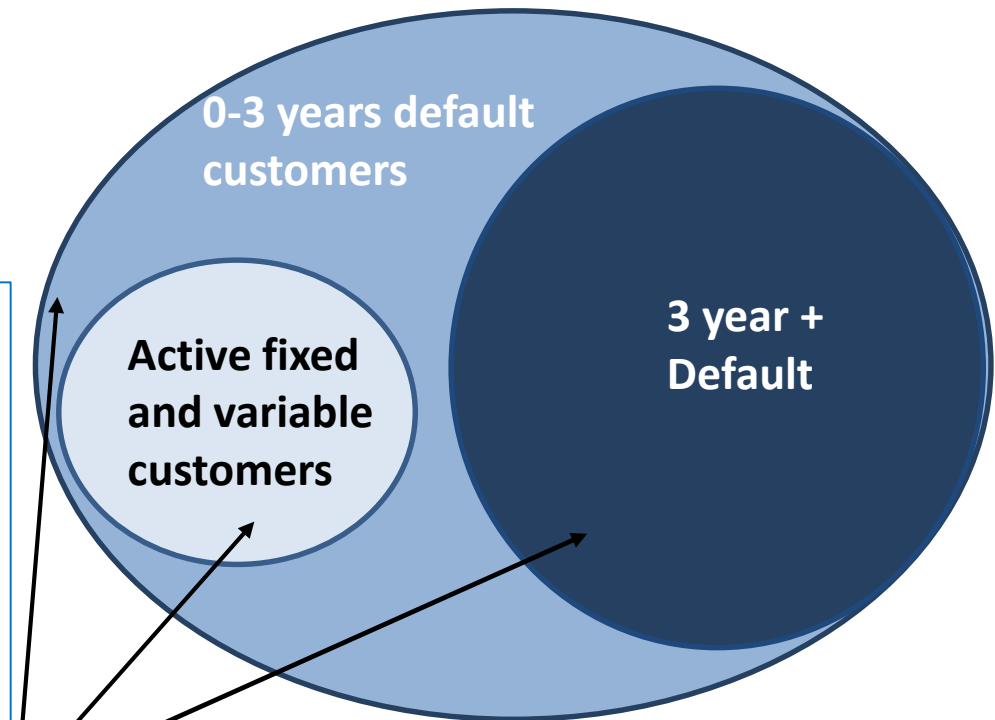 0-3 years default
customers
Active fixed
and variable
customers
3 year +
Default